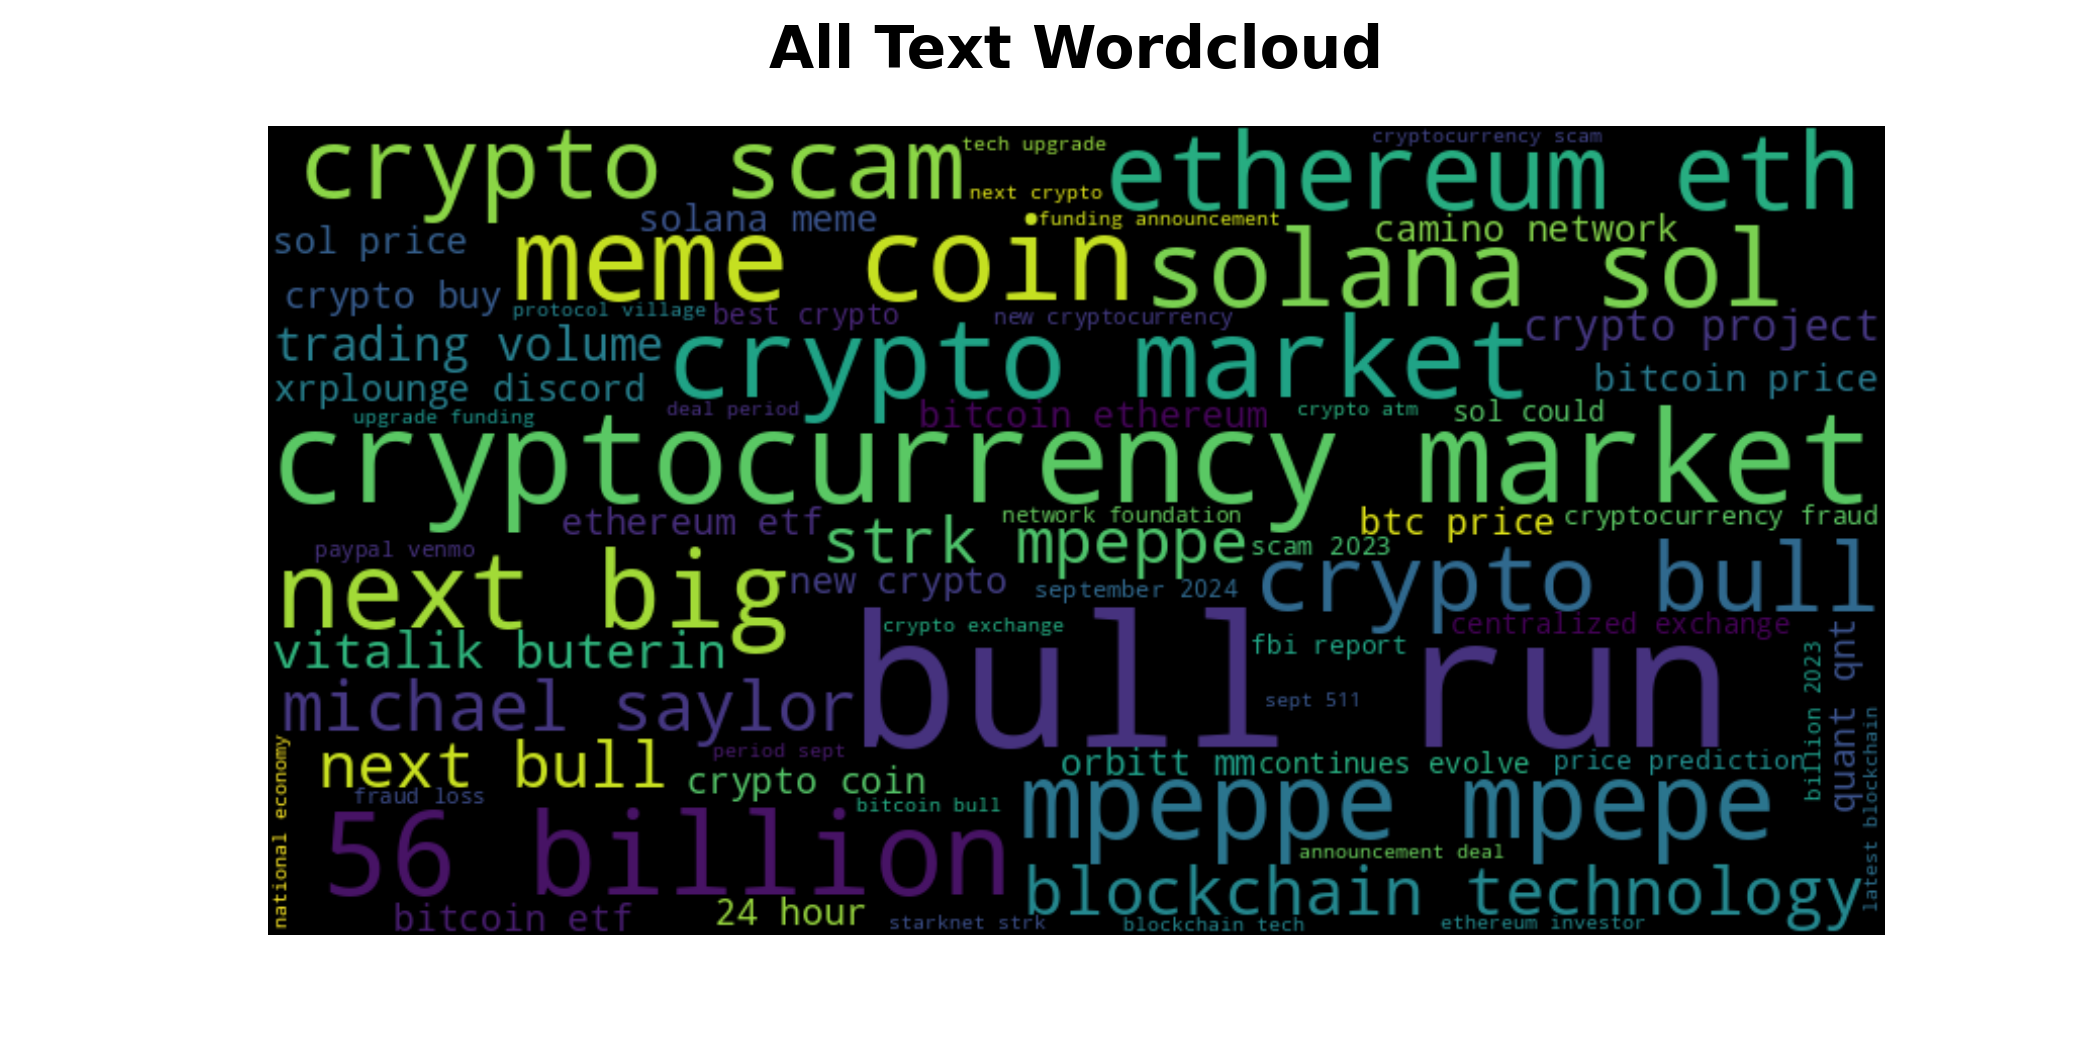 All Text Wordcloud
crypto scam
tech upgrade
ethereum eth
cryptocurrency scam
next crypto
solana meme
●funding announcement
camino network
sol price
meme coin
solana sol
crypto buy
protocol village
best crypto
new cryptocurrency
crypto project
trading volume
crypto market
xrplounge discord
bitcoin price
upgrade funding
deal period
bitcoin ethereum
crypto atm
sol could
cryptocurrency market
ethereum etf
strk mpeppe
network foundation
btc price
cryptocurrency fraud
paypal venmo
scam 2023
next big
new crypto
september 2024
crypto bull
vitalik buterin
crypto exchange
fbi report
centralized exchange
bull run
michael saylor
sept 511
billion 2023
quant qnt
latest blockchain
national economy
next bull
period sept
crypto coin
orbitt mm
continues evolve
price prediction
fraud loss
bitcoin bull
56 billion
mpeppe mpepe
announcement deal
blockchain technology
bitcoin etf
24 hour
starknet strk
blockchain tech
ethereum investor